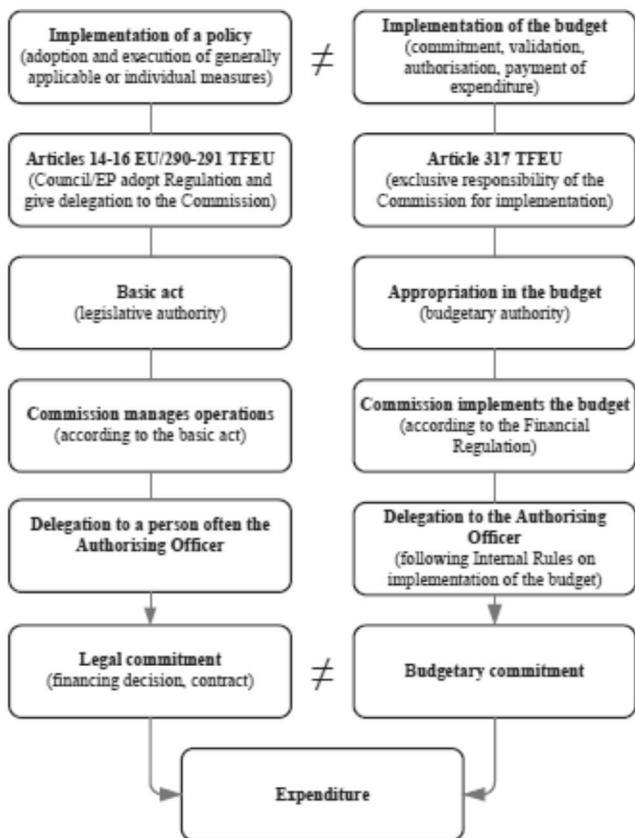 Implementation of a policy
(adoption and execution of generally
applicable or individual measures)
≠
Implementation of the budget
(commitment, validation,
authorisation, payment of
expenditure)
Articles 14-16 EU/290-291 TFEU
(Council/EP adopt Regulation and
give delegation to the Commission)
Article 317 TFEU
(exclusive responsibility of the
Commission for implementation)
Basic act
(legislative authority)
Appropriation in the budget
(budgetary authority)
Commission manages operations
(according to the basic act)
Commission implements the budget
(according to the Financial
Regulation)
Delegation to a person often the
Authorising Officer
Delegation to the Authorising
Officer
(following Internal Rules on
implementation of the budget)
Legal commitment
(financing decision, contract)
≠
Budgetary commitment
Expenditure